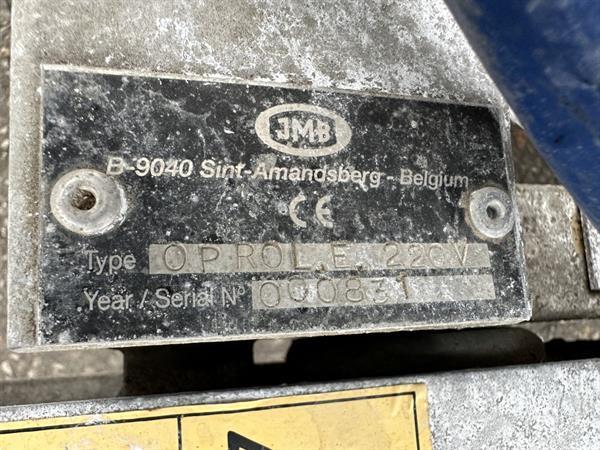 JMB
B-9040 Sint-Amandsberg - Belgium
CE
Type OPROL.E. 220V
Year / Serial N° 000831